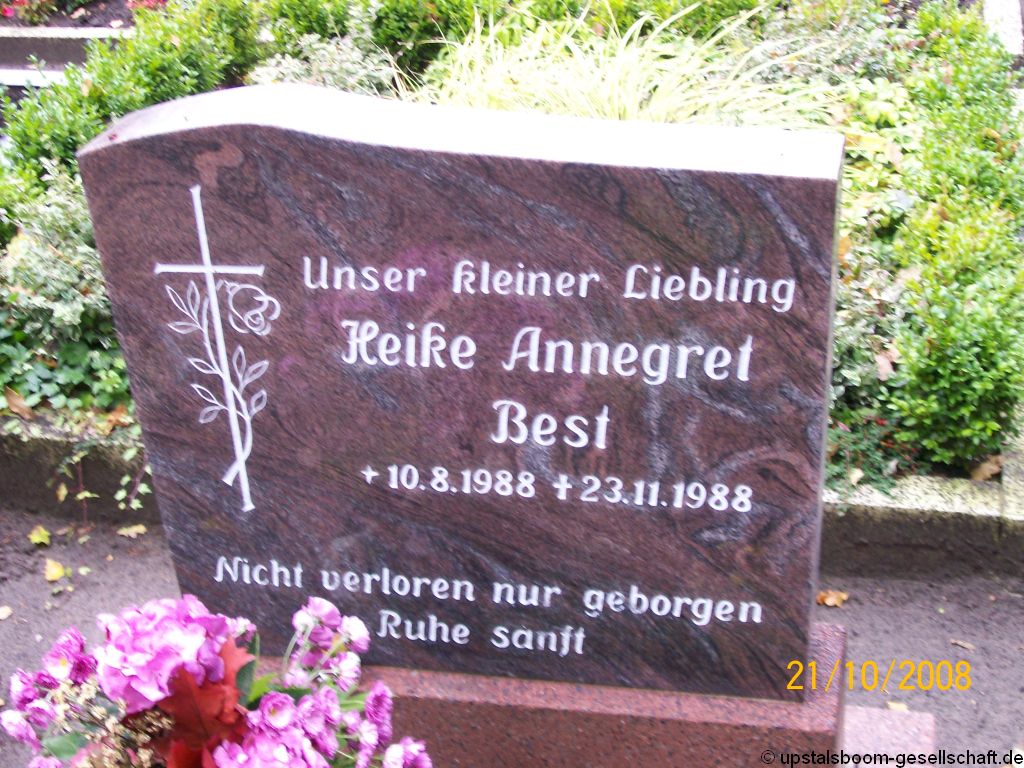 Unser kleiner Liebling
Heike Annegret
Best
+ 10.8.1988 ✝ 23.11.1988
Nicht verloren nur geborgen
Ruhe sanft
21/10/2008
© upstalsboom-gesellschaft.de